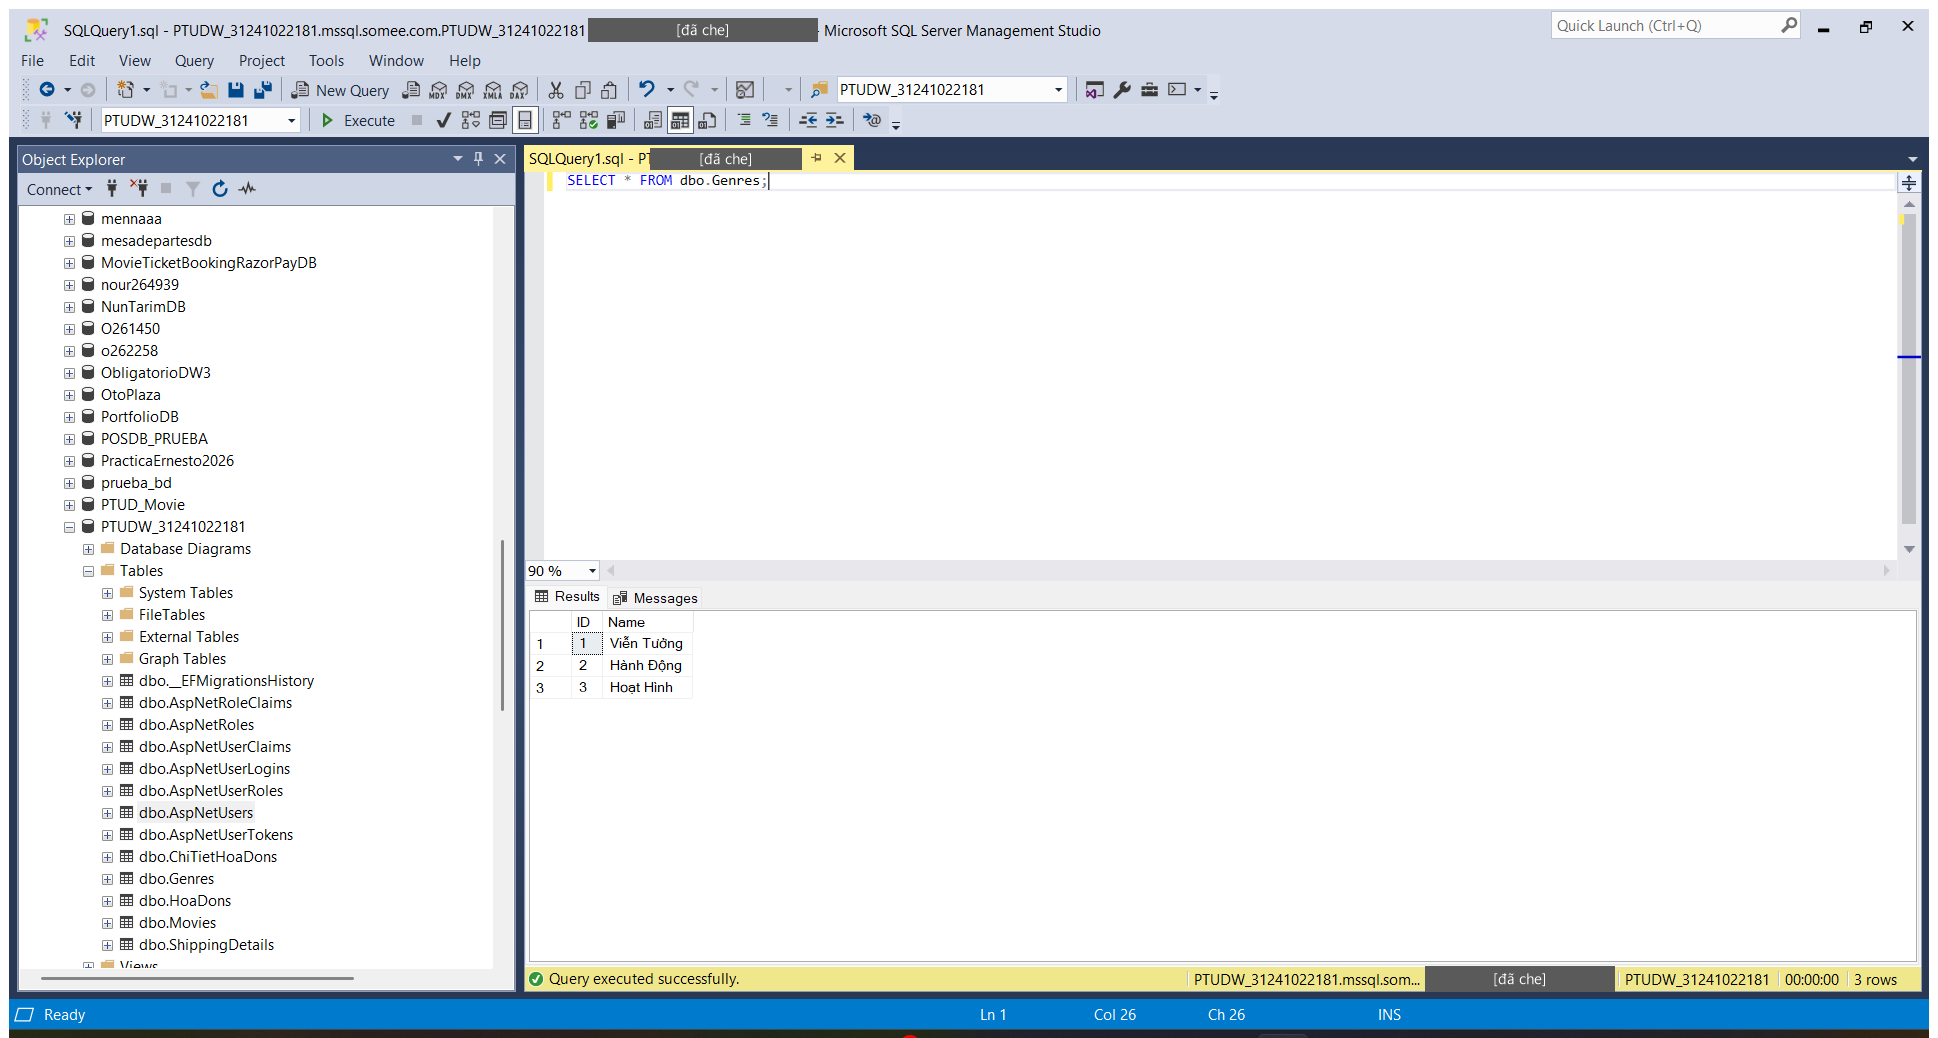 SQLQuery1.sql - PTUDW_31241022181.mssql.somee.com.PTUDW_31241022181 [đã che] - Microsoft SQL Server Management Studio
Quick Launch (Ctrl+Q)
File Edit View Query Project Tools Window Help
New Query MDX DMX XMLA DAX PTUDW_31241022181
PTUDW_31241022181 Execute
Object Explorer
Connect
mennaaa
mesadepartesdb
MovieTicketBookingRazorPayDB
nour264939
NunTarimDB
O261450
o262258
ObligatorioDW3
OtoPlaza
PortfolioDB
POSDB_PRUEBA
PracticaErnesto2026
prueba_bd
PTUD_Movie
PTUDW_31241022181
Database Diagrams
Tables
System Tables
FileTables
External Tables
Graph Tables
dbo.__EFMigrationsHistory
dbo.AspNetRoleClaims
dbo.AspNetRoles
dbo.AspNetUserClaims
dbo.AspNetUserLogins
dbo.AspNetUserRoles
dbo.AspNetUsers
dbo.AspNetUserTokens
dbo.ChiTietHoaDons
dbo.Genres
dbo.HoaDons
dbo.Movies
dbo.ShippingDetails
Views
SQLQuery1.sql - PT [đã che]
SELECT * FROM dbo.Genres;
90 %
Results Messages
ID Name
1 1 Viễn Tưởng
2 2 Hành Động
3 3 Hoạt Hình
Query executed successfully. PTUDW_31241022181.mssql.som... [đã che] PTUDW_31241022181 00:00:00 3 rows
Ready Ln 1 Col 26 Ch 26 INS